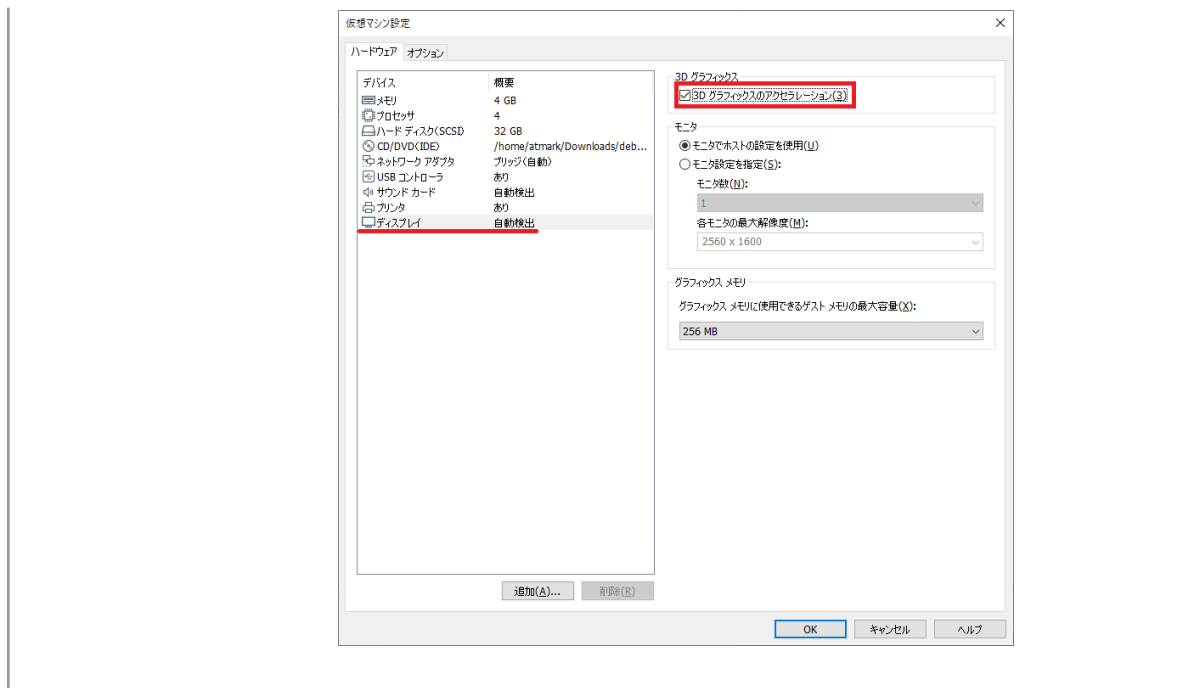 仮想マシン設定
ハードウェア オプション
デバイス 概要
メモリ 4 GB
プロセッサ 4
ハード ディスク(SCSI) 32 GB
CD/DVD(IDE) /home/atmark/Downloads/deb...
ネットワーク アダプタ ブリッジ(自動)
USB コントローラ あり
サウンド カード 自動検出
プリンタ あり
ディスプレイ 自動検出
追加(A)... 削除(R)
3D グラフィックス
3D グラフィックスのアクセラレーション(3)
モニタ
モニタでホストの設定を使用(U)
モニタ設定を指定(S):
モニタ数(N):
1
各モニタの最大解像度(M):
2560 x 1600
グラフィックス メモリ
グラフィックス メモリに使用できるゲスト メモリの最大容量(X):
256 MB
OK キャンセル ヘルプ